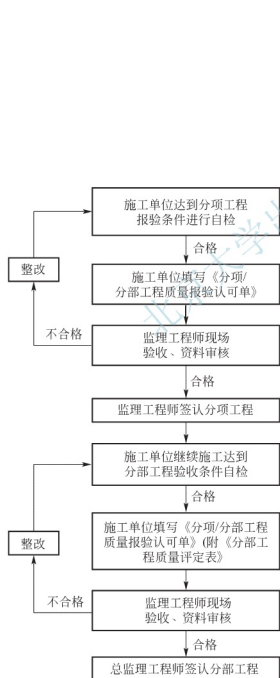 施工单位达到分项工程
报验条件进行自检
合格
整改
施工单位填写《分项/
分部工程质量报验认可单》
不合格
监理工程师现场
验收、资料审核
合格
监理工程师签认分项工程
施工单位继续施工达到
分部工程验收条件自检
合格
整改
施工单位填写《分项/分部工程
质量报验认可单》(附《分部工
程质量评定表》
不合格
监理工程师现场
验收、资料审核
合格
总监理工程师签认分部工程